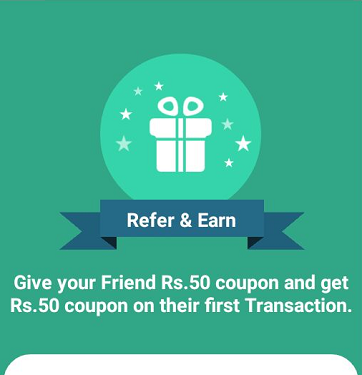 Refer & Earn
Give your Friend Rs.50 coupon and get
Rs.50 coupon on their first Transaction.